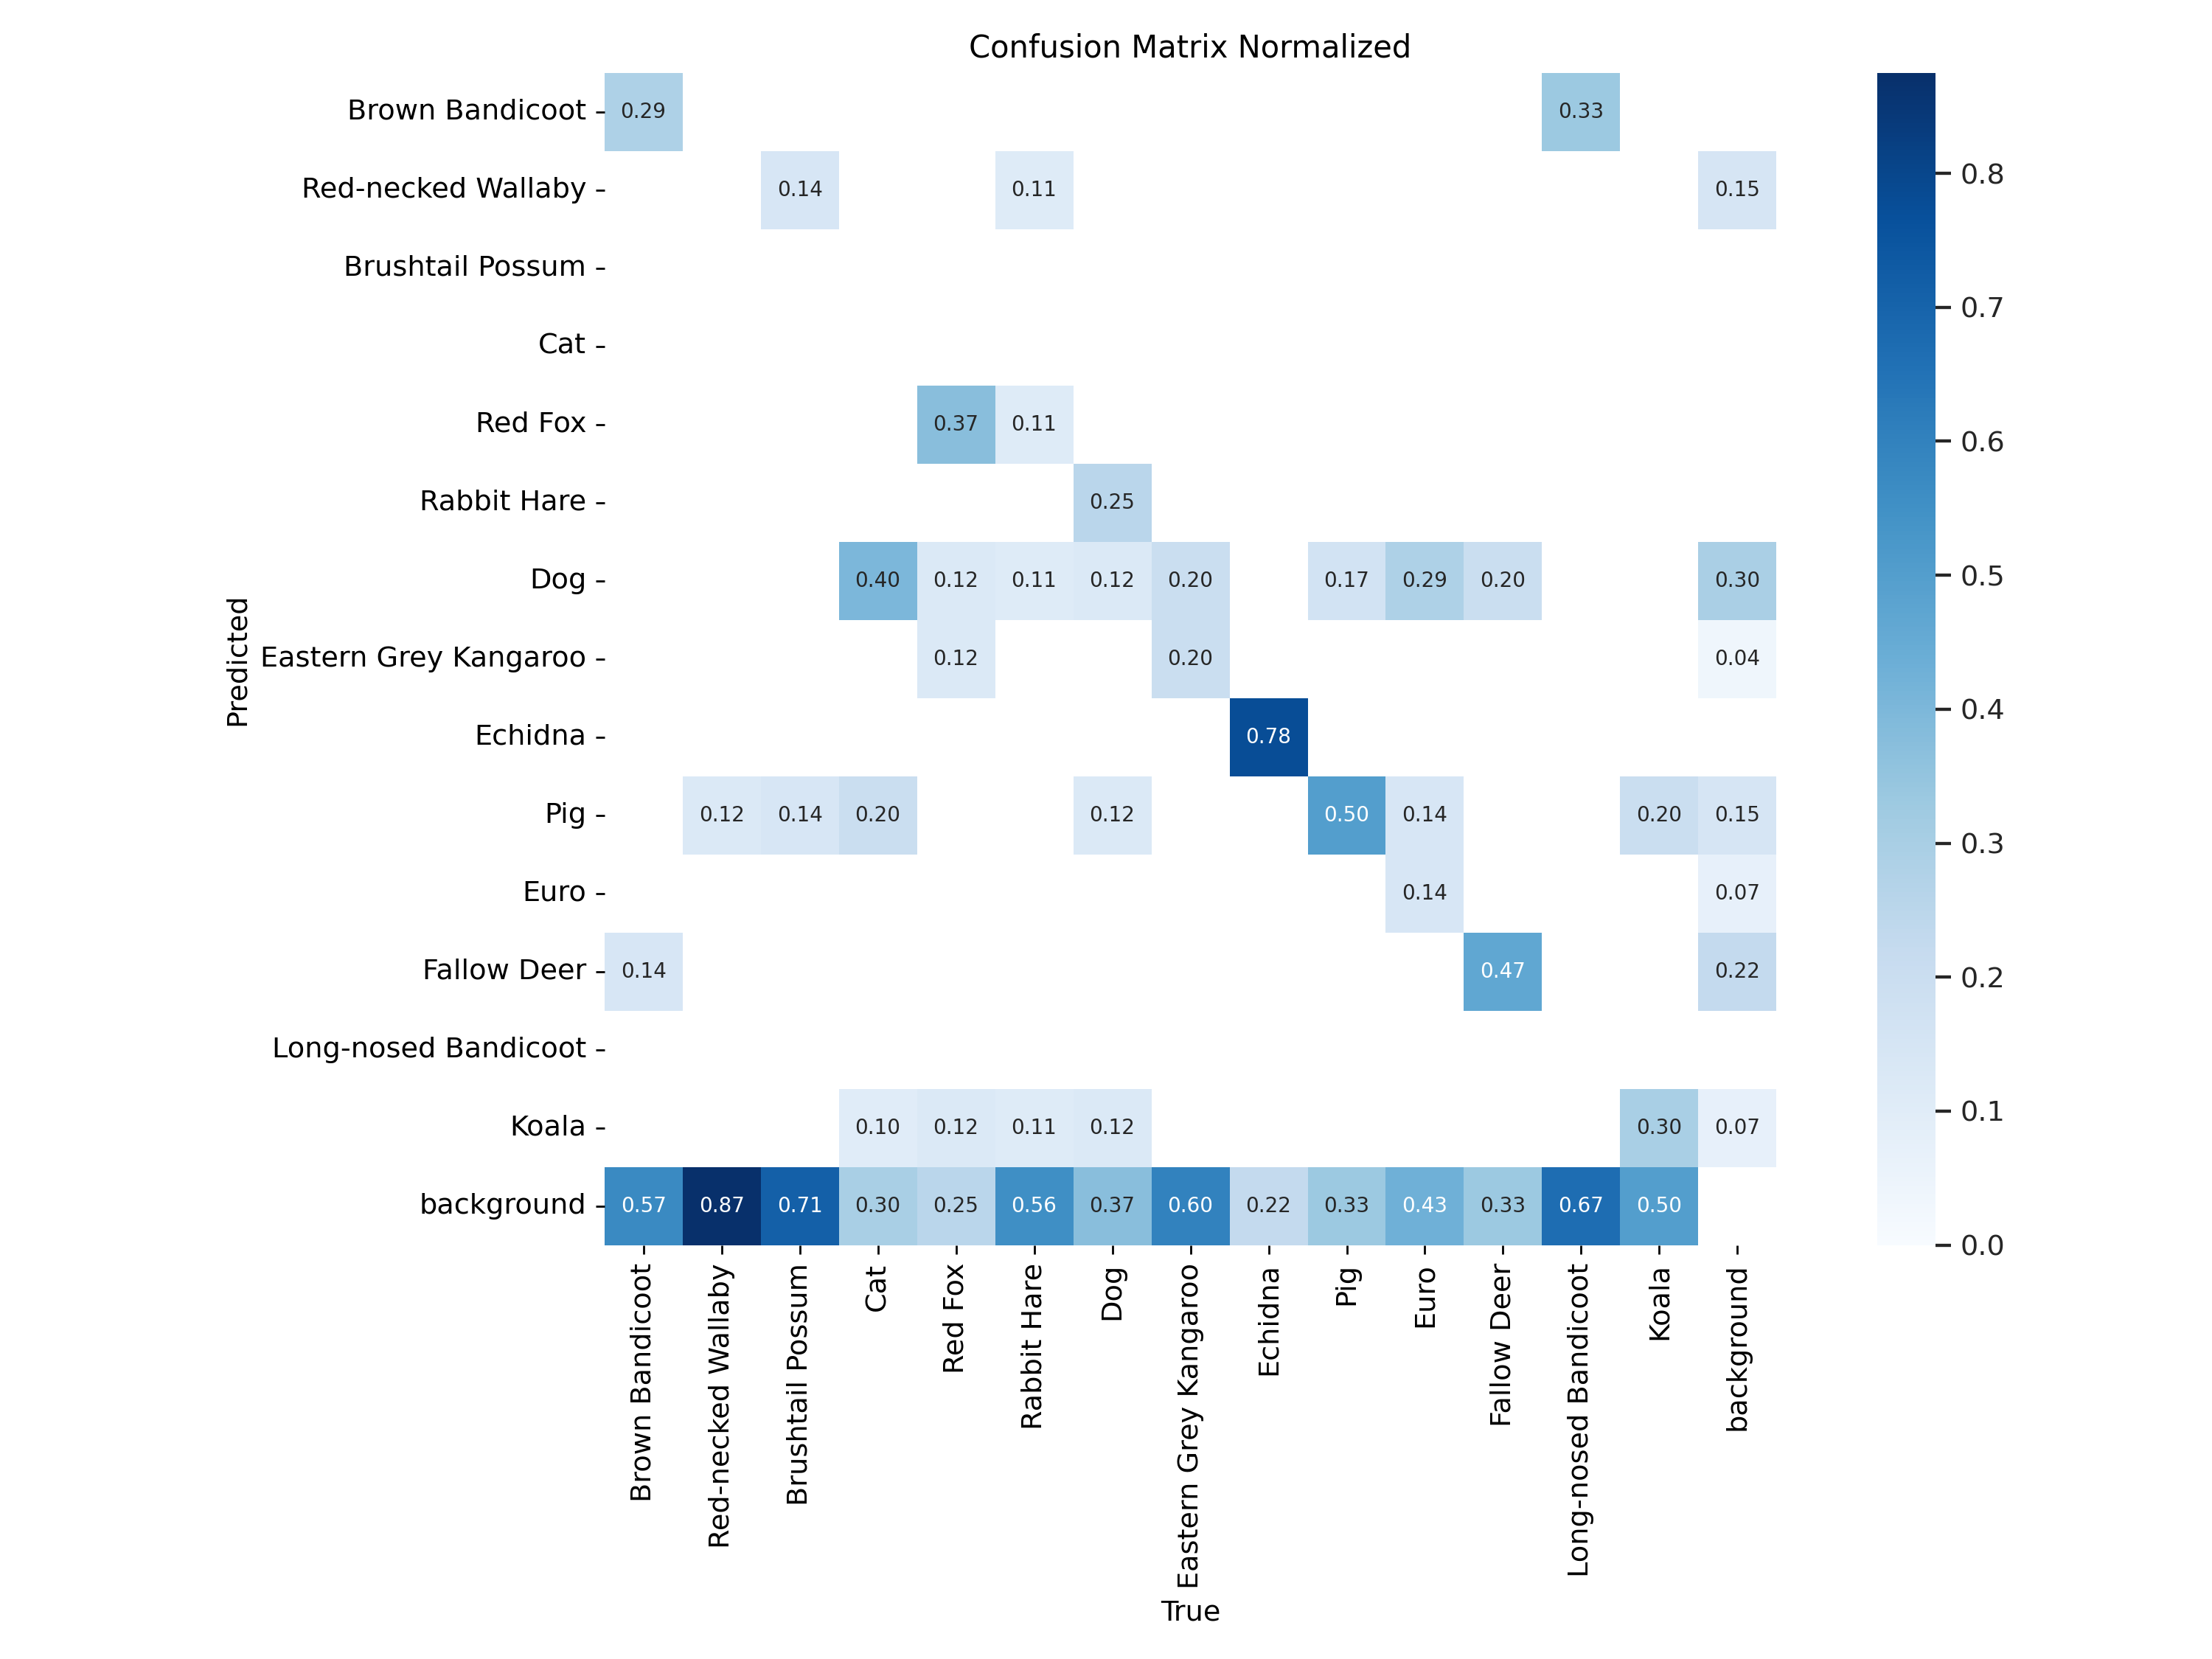 Confusion Matrix Normalized
Brown Bandicoot 0.29 0.33
Red-necked Wallaby 0.14 0.11 0.15
Brushtail Possum
Cat
Red Fox 0.37 0.11
Rabbit Hare 0.25
Dog 0.40 0.12 0.11 0.12 0.20 0.17 0.29 0.20 0.30
Eastern Grey Kangaroo 0.12 0.20 0.04
Echidna 0.78
Pig 0.12 0.14 0.20 0.12 0.50 0.14 0.20 0.15
Euro 0.14 0.07
Fallow Deer 0.14 0.47 0.22
Long-nosed Bandicoot
Koala 0.10 0.12 0.11 0.12 0.30 0.07
background 0.57 0.87 0.71 0.30 0.25 0.56 0.37 0.60 0.22 0.33 0.43 0.33 0.67 0.50
Predicted
Brown Bandicoot
Red-necked Wallaby
Brushtail Possum
Cat
Red Fox
Rabbit Hare
Dog
Eastern Grey Kangaroo
Echidna
Pig
Euro
Fallow Deer
Long-nosed Bandicoot
Koala
background
True
0.8
0.7
0.6
0.5
0.4
0.3
0.2
0.1
0.0